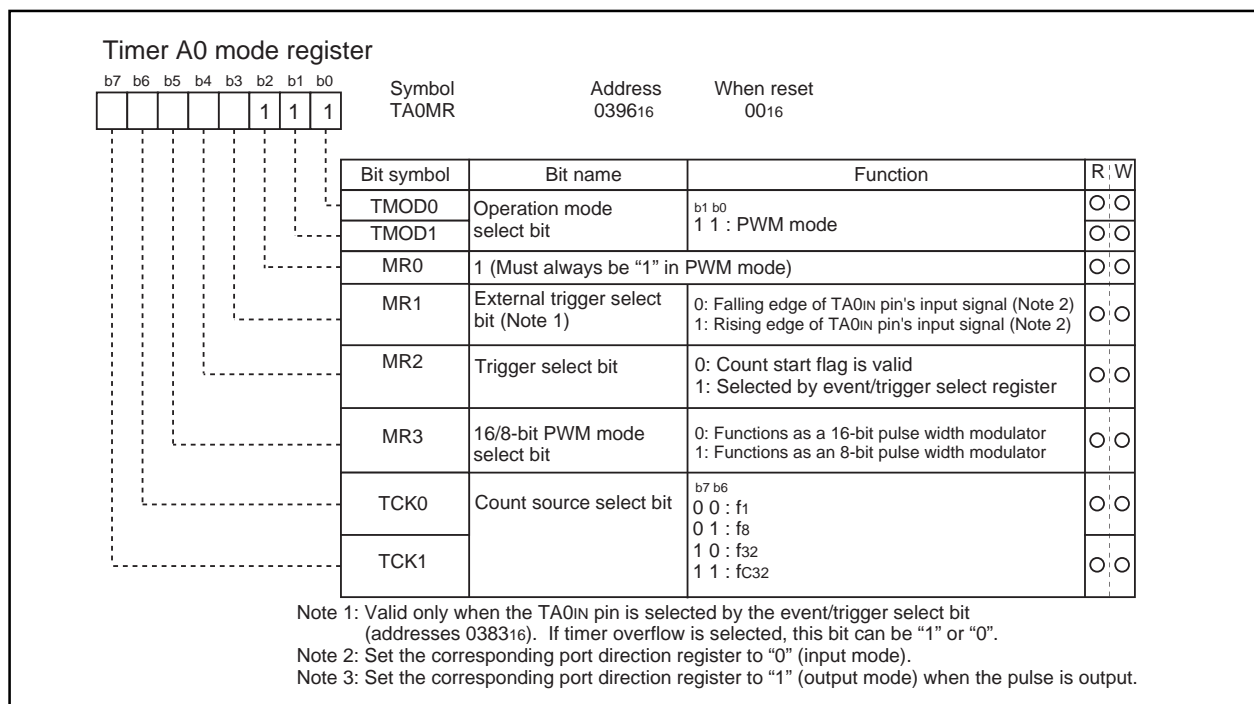 Timer A0 mode register
b7 b6 b5 b4 b3 b2 b1 b0
Symbol Address When reset
1 1 1
TA0MR 039616 0016
Bit symbol Bit name Function R W
TMOD0 Operation mode select bit b1 b0
TMOD1 1 1 : PWM mode
MR0 1 (Must always be “1” in PWM mode)
MR1 External trigger select
bit (Note 1)
0: Falling edge of TA0IN pin's input signal (Note 2)
1: Rising edge of TA0IN pin's input signal (Note 2)
MR2 Trigger select bit 0: Count start flag is valid
1: Selected by event/trigger select register
MR3 16/8-bit PWM mode
select bit
0: Functions as a 16-bit pulse width modulator
1: Functions as an 8-bit pulse width modulator
TCK0 Count source select bit b7 b6
0 0 : f1
0 1 : f8
TCK1 1 0 : f32
1 1 : fC32
Note 1: Valid only when the TA0IN pin is selected by the event/trigger select bit
(addresses 038316). If timer overflow is selected, this bit can be “1” or “0”.
Note 2: Set the corresponding port direction register to “0” (input mode).
Note 3: Set the corresponding port direction register to “1” (output mode) when the pulse is output.